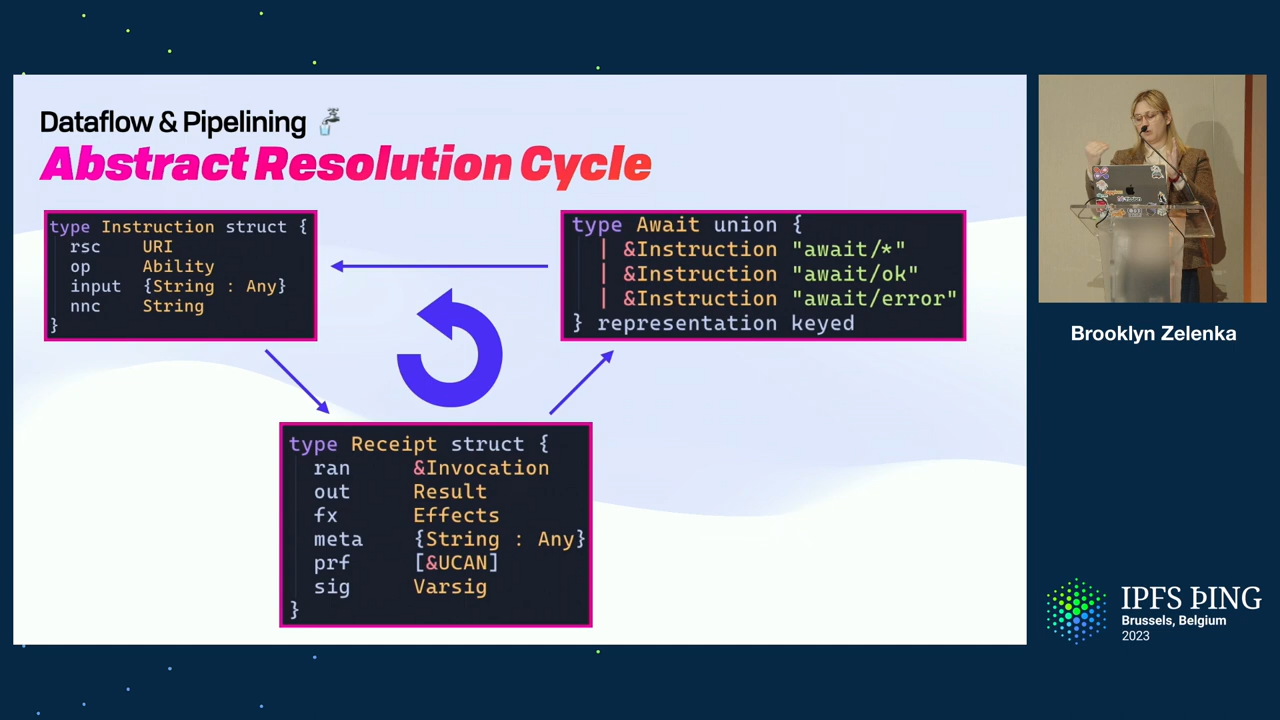 Dataflow & Pipelining
Abstract Resolution Cycle
type Instruction struct {
rsc URI
op Ability
input {String : Any}
nnc String
}
type Await union {
| &Instruction "await/*"
| &Instruction "await/ok"
| &Instruction "await/error"
} representation keyed
type Receipt struct {
ran &Invocation
out Result
fx Effects
meta {String : Any}
prf [&UCAN]
sig Varsig
}
Brooklyn Zelenka
IPFS ÞING
Brussels, Belgium
2023